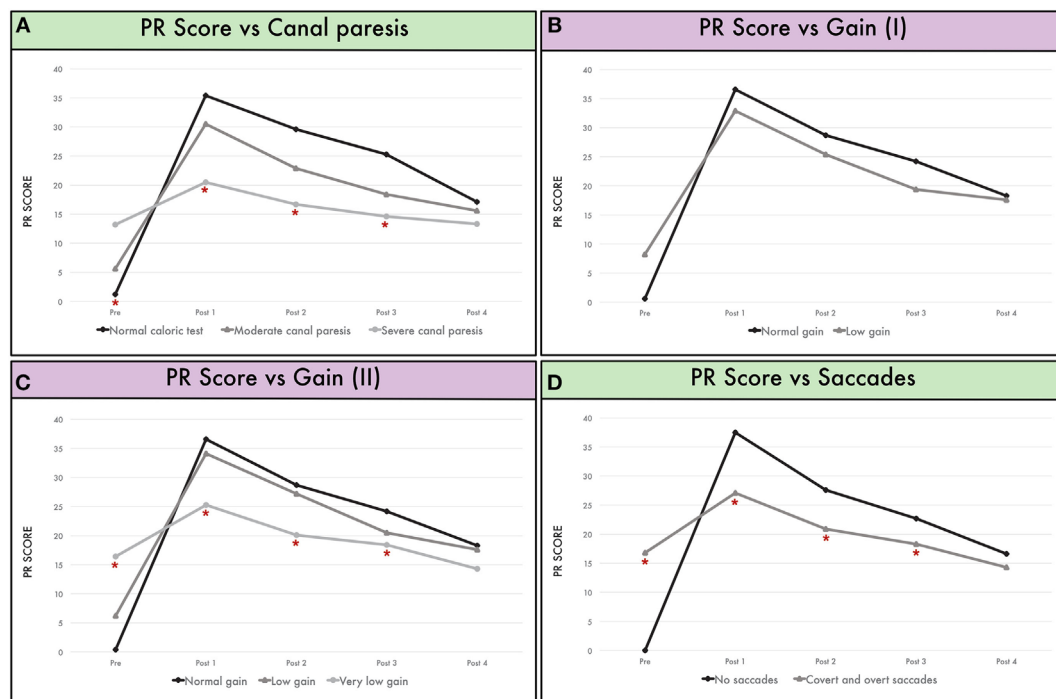 A
PR Score vs Canal paresis
PR SCORE
40
35
30
25
20
15
10
5
0
*
*
*
*
Pre Post 1 Post 2 Post 3 Post 4
Normal caloric test Moderate canal paresis Severe canal paresis
B
PR Score vs Gain (I)
PR SCORE
40
35
30
25
20
15
10
5
0
Pre Post 1 Post 2 Post 3 Post 4
Normal gain Low gain
C
PR Score vs Gain (II)
PR SCORE
40
35
30
25
20
15
10
5
0
*
*
*
*
Pre Post 1 Post 2 Post 3 Post 4
Normal gain Low gain Very low gain
D
PR Score vs Saccades
PR SCORE
40
35
30
25
20
15
10
5
0
*
*
*
*
Pre Post 1 Post 2 Post 3 Post 4
No saccades Covert and overt saccades